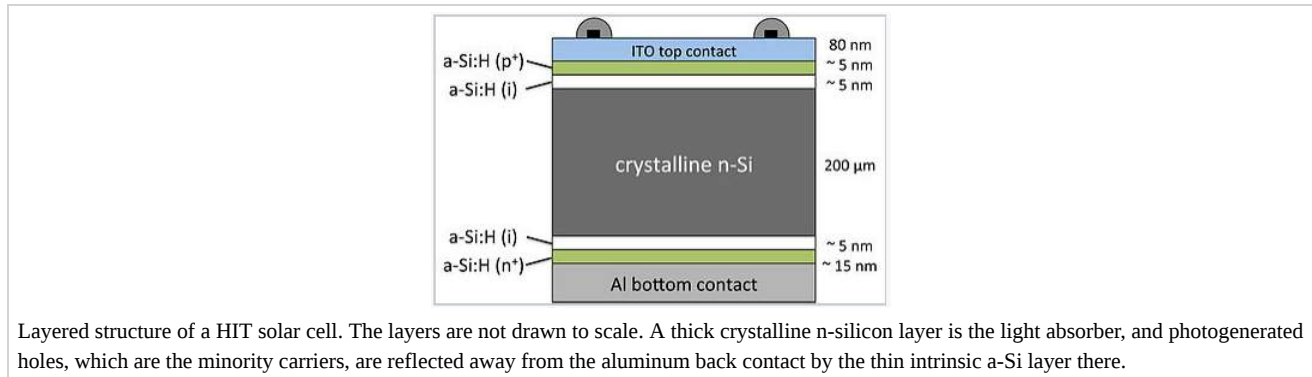 ITO top contact
80 nm
a-Si:H (p⁺)
~ 5 nm
a-Si:H (i)
~ 5 nm
crystalline n-Si
200 µm
a-Si:H (i)
~ 5 nm
a-Si:H (n⁺)
~ 15 nm
Al bottom contact
Layered structure of a HIT solar cell. The layers are not drawn to scale. A thick crystalline n-silicon layer is the light absorber, and photogenerated
holes, which are the minority carriers, are reflected away from the aluminum back contact by the thin intrinsic a-Si layer there.